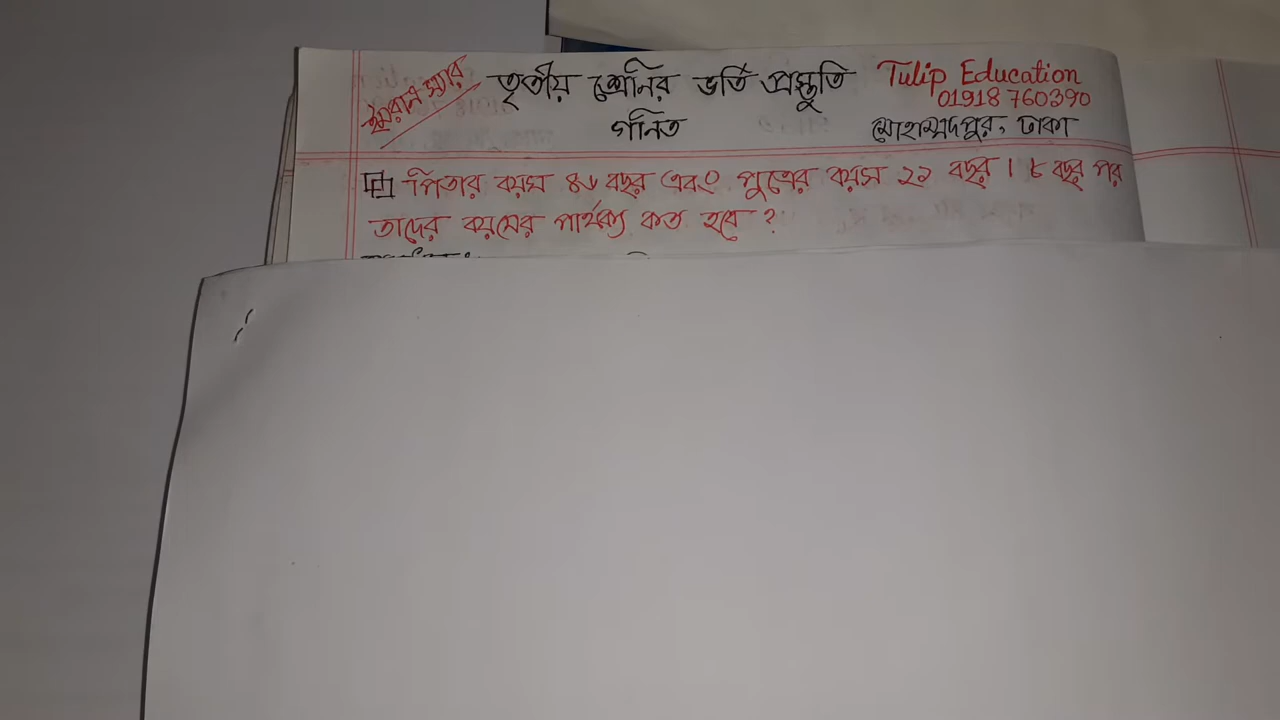 ইমরান স্যার
তৃতীয় শ্রেনির ভর্তি প্রস্তুতি
গনিত
Tulip Education
01918 760390
মোহাম্মদপুর, ঢাকা
পিতার বয়স ৪৬ বছর এবং পুত্রের বয়স ২২ বছর । ৮ বছর পর
তাদের বয়সের পার্থক্য কত হবে ?